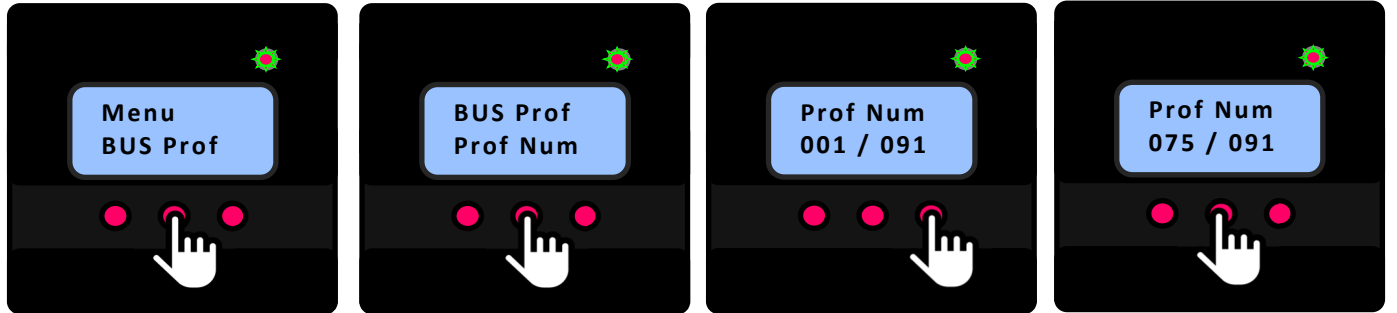 Menu
BUS Prof
BUS Prof
Prof Num
Prof Num
001 / 091
Prof Num
075 / 091